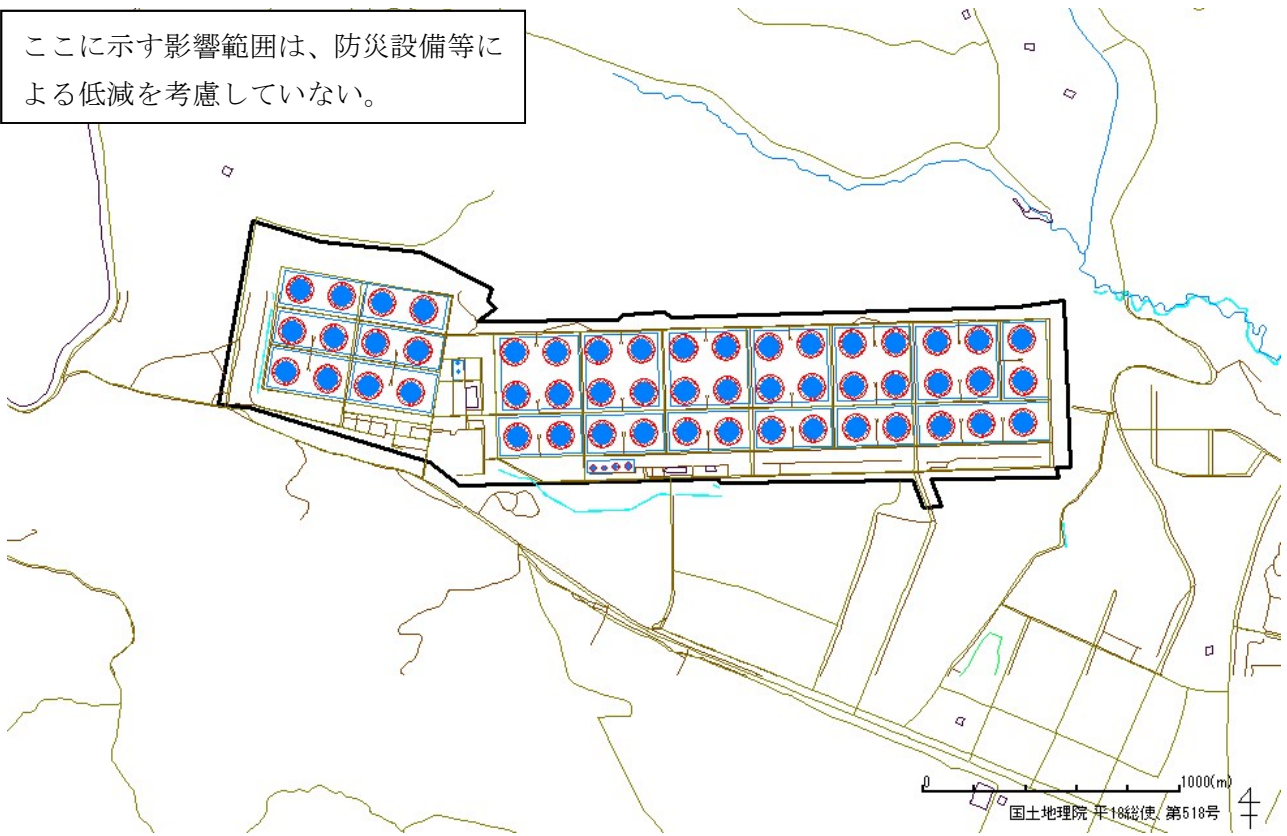 ここに示す影響範囲は、防災設備等に
よる低減を考慮していない。
0 1000(m)
国土地理院 平18総使、第518号